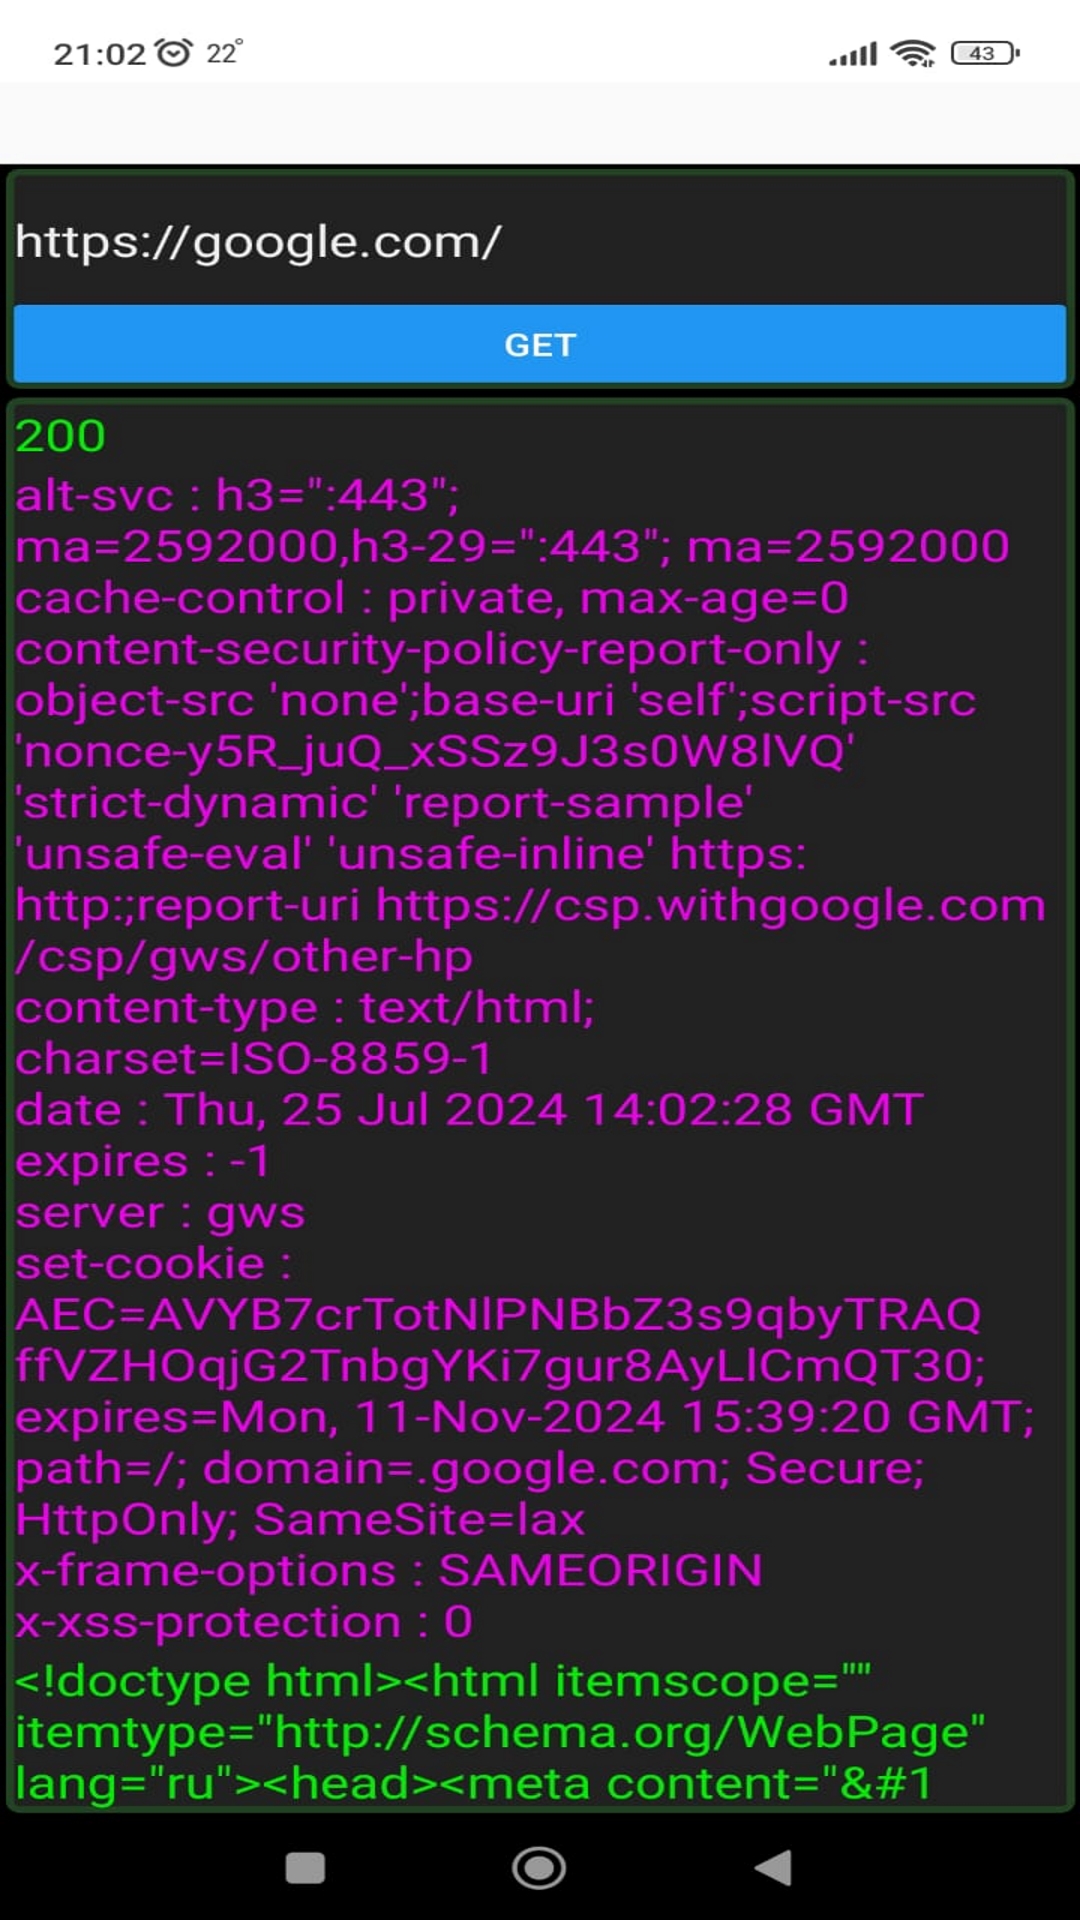 21:02 22°
43
https://google.com/
GET
200
alt-svc : h3=":443";
ma=2592000,h3-29=":443"; ma=2592000
cache-control : private, max-age=0
content-security-policy-report-only :
object-src 'none';base-uri 'self';script-src
'nonce-y5R_juQ_xSSz9J3s0W8lVQ'
'strict-dynamic' 'report-sample'
'unsafe-eval' 'unsafe-inline' https:
http:;report-uri https://csp.withgoogle.com
/csp/gws/other-hp
content-type : text/html;
charset=ISO-8859-1
date : Thu, 25 Jul 2024 14:02:28 GMT
expires : -1
server : gws
set-cookie :
AEC=AVYB7crTotNlPNBbZ3s9qbyTRAQ
ffVZHOqjG2TnbgYKi7gur8AyLlCmQT30;
expires=Mon, 11-Nov-2024 15:39:20 GMT;
path=/; domain=.google.com; Secure;
HttpOnly; SameSite=lax
x-frame-options : SAMEORIGIN
x-xss-protection : 0
<!doctype html><html itemscope=""
itemtype="http://schema.org/WebPage"
lang="ru"><head><meta content="&#1